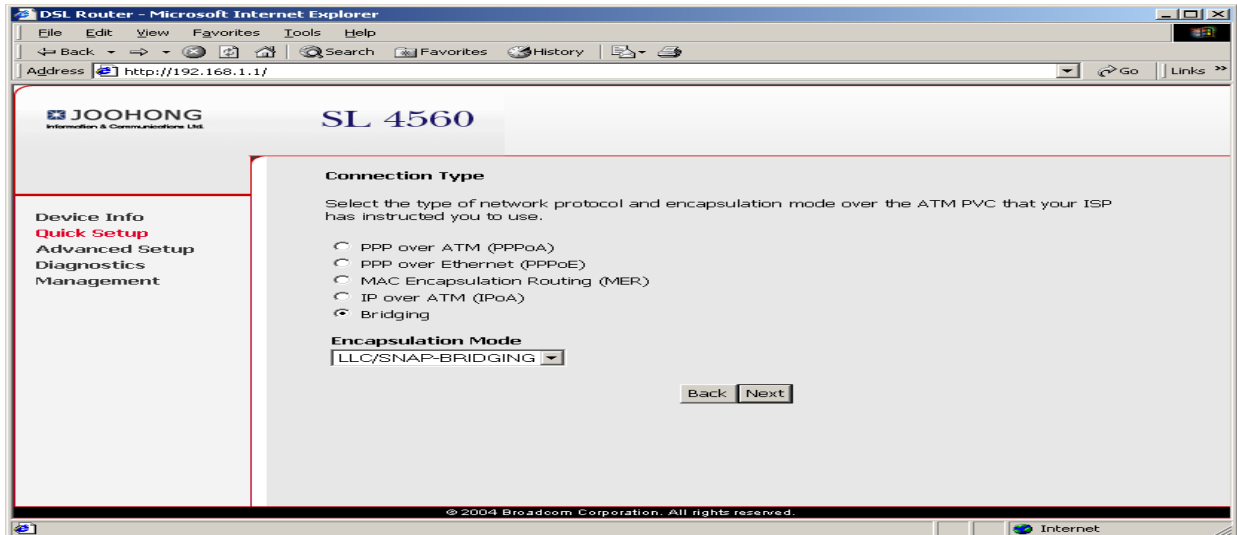 DSL Router - Microsoft Internet Explorer
File Edit View Favorites Tools Help
Back Search Favorites History
Address http://192.168.1.1/ Go Links »
JOOHONG
Information & Communications Ltd.
SL 4560
Device Info
Quick Setup
Advanced Setup
Diagnostics
Management
Connection Type
Select the type of network protocol and encapsulation mode over the ATM PVC that your ISP
has instructed you to use.
PPP over ATM (PPPoA)
PPP over Ethernet (PPPoE)
MAC Encapsulation Routing (MER)
IP over ATM (IPoA)
Bridging
Encapsulation Mode
LLC/SNAP-BRIDGING
Back Next
© 2004 Broadcom Corporation. All rights reserved.
Internet